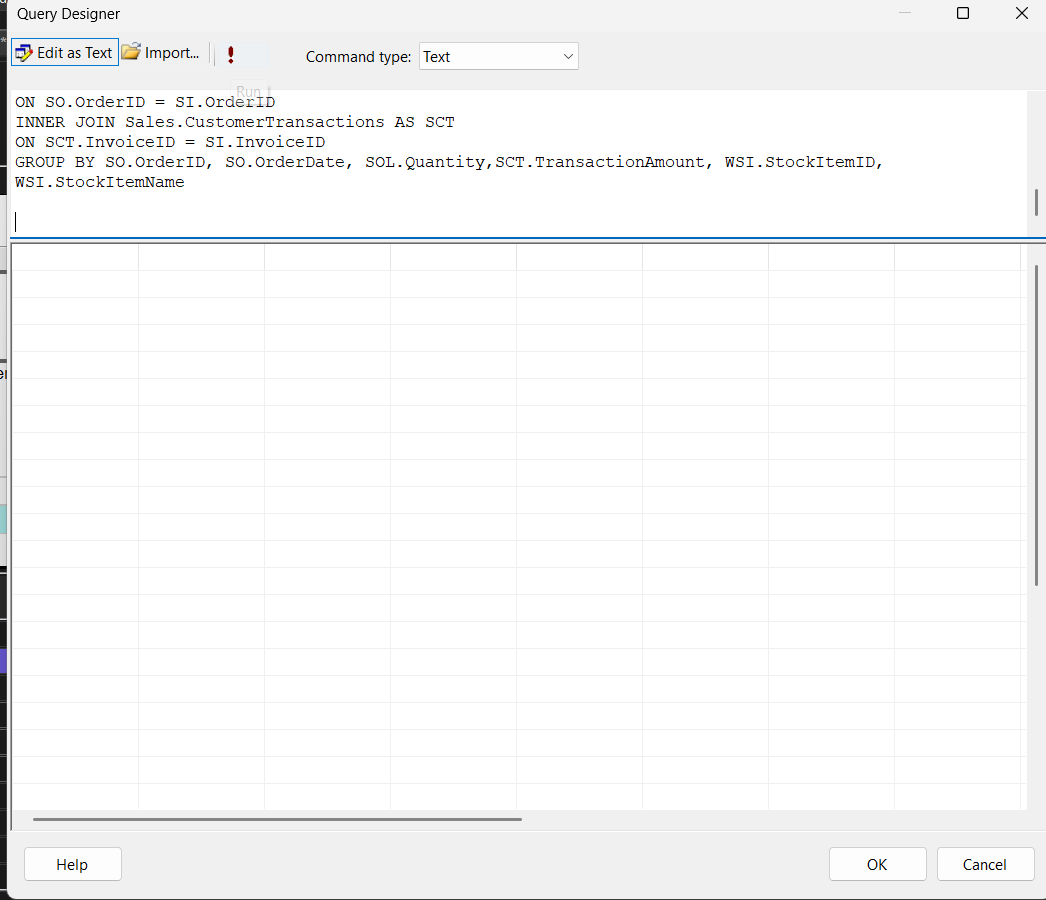 Query Designer
Edit as Text Import... Command type: Text
Run
ON SO.OrderID = SI.OrderID
INNER JOIN Sales.CustomerTransactions AS SCT
ON SCT.InvoiceID = SI.InvoiceID
GROUP BY SO.OrderID, SO.OrderDate, SOL.Quantity,SCT.TransactionAmount, WSI.StockItemID,
WSI.StockItemName
Help OK Cancel